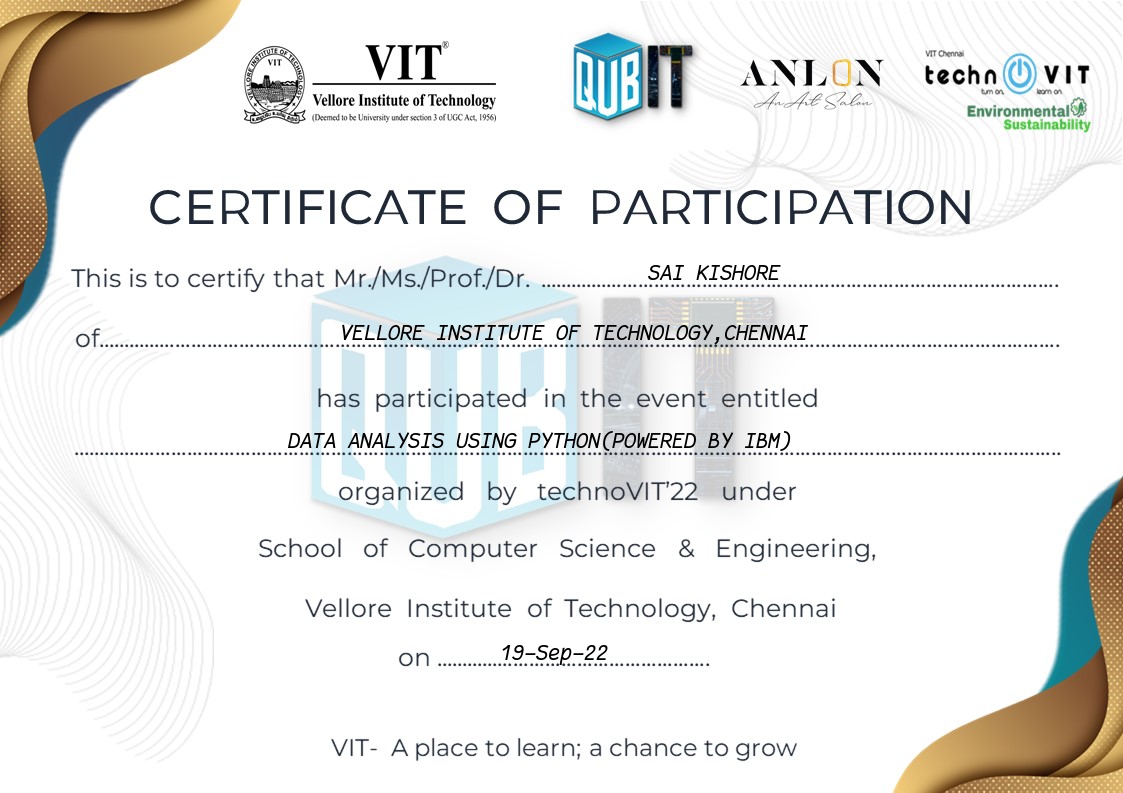 VELLORE INSTITUTE OF TECHNOLOGY
VIT
VIT®
Vellore Institute of Technology
(Deemed to be University under section 3 of UGC Act, 1956)
QUBIT
ANLON
An Art Salon
VIT Chennai
techno VIT
turn on. learn on.
Environmental
Sustainability
CERTIFICATE OF PARTICIPATION
This is to certify that Mr./Ms./Prof./Dr. SAI KISHORE
of VELLORE INSTITUTE OF TECHNOLOGY,CHENNAI
has participated in the event entitled
DATA ANALYSIS USING PYTHON(POWERED BY IBM)
organized by technoVIT'22 under
School of Computer Science & Engineering,
Vellore Institute of Technology, Chennai
on 19-Sep-22
QUBIT
VIT- A place to learn; a chance to grow